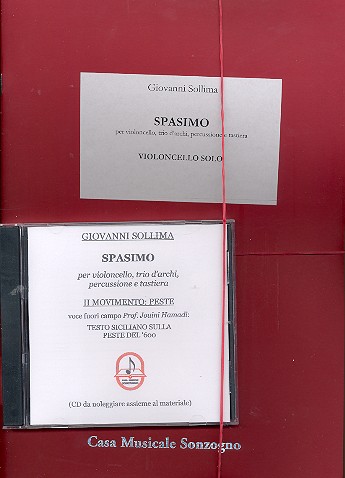 Giovanni Sollima
SPASIMO
per violoncello, trio d'archi, percussione e tastiera
VIOLONCELLO SOLO
GIOVANNI SOLLIMA
SPASIMO
per violoncello, trio d'archi,
percussione e tastiera
II MOVIMENTO: PESTE
voce fuori campo Prof. Jouini Hamadi:
TESTO SICILIANO SULLA
PESTE DEL '600
(CD da noleggiare assieme al materiale)
Casa Musicale Sonzogno